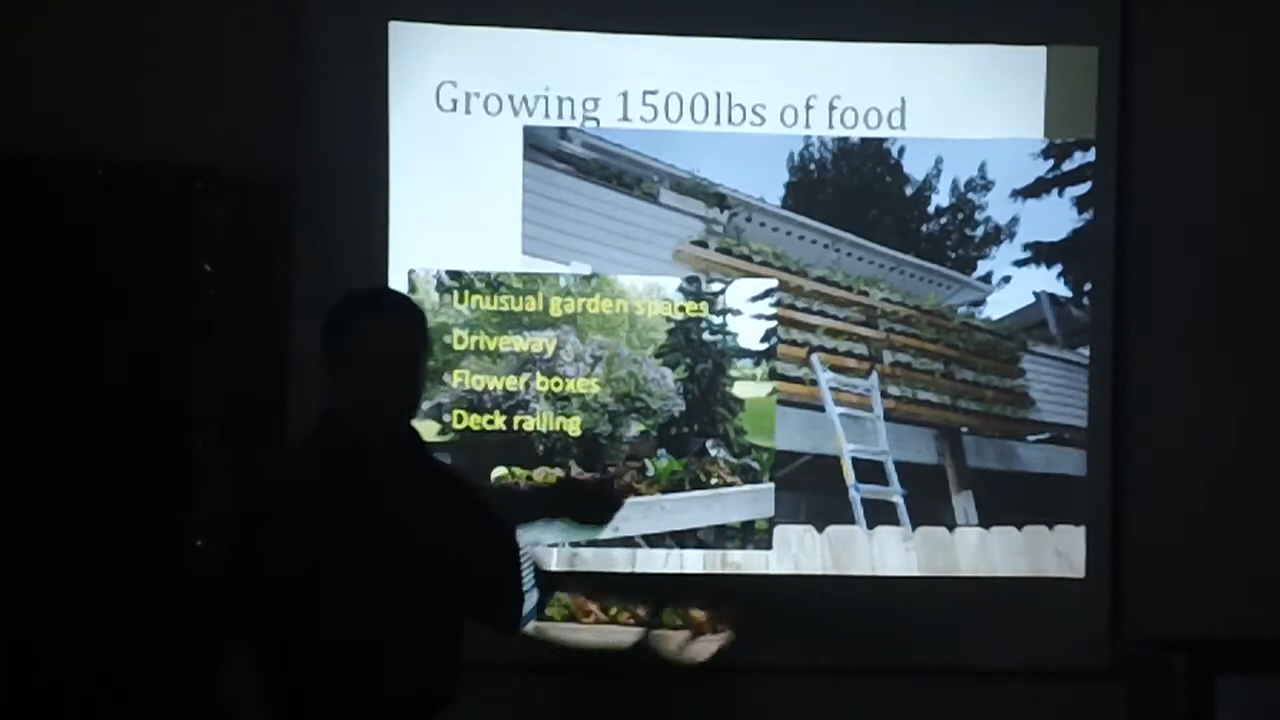 Growing 1500lbs of food
Unusual garden spaces
Driveway
Flower boxes
Deck railing